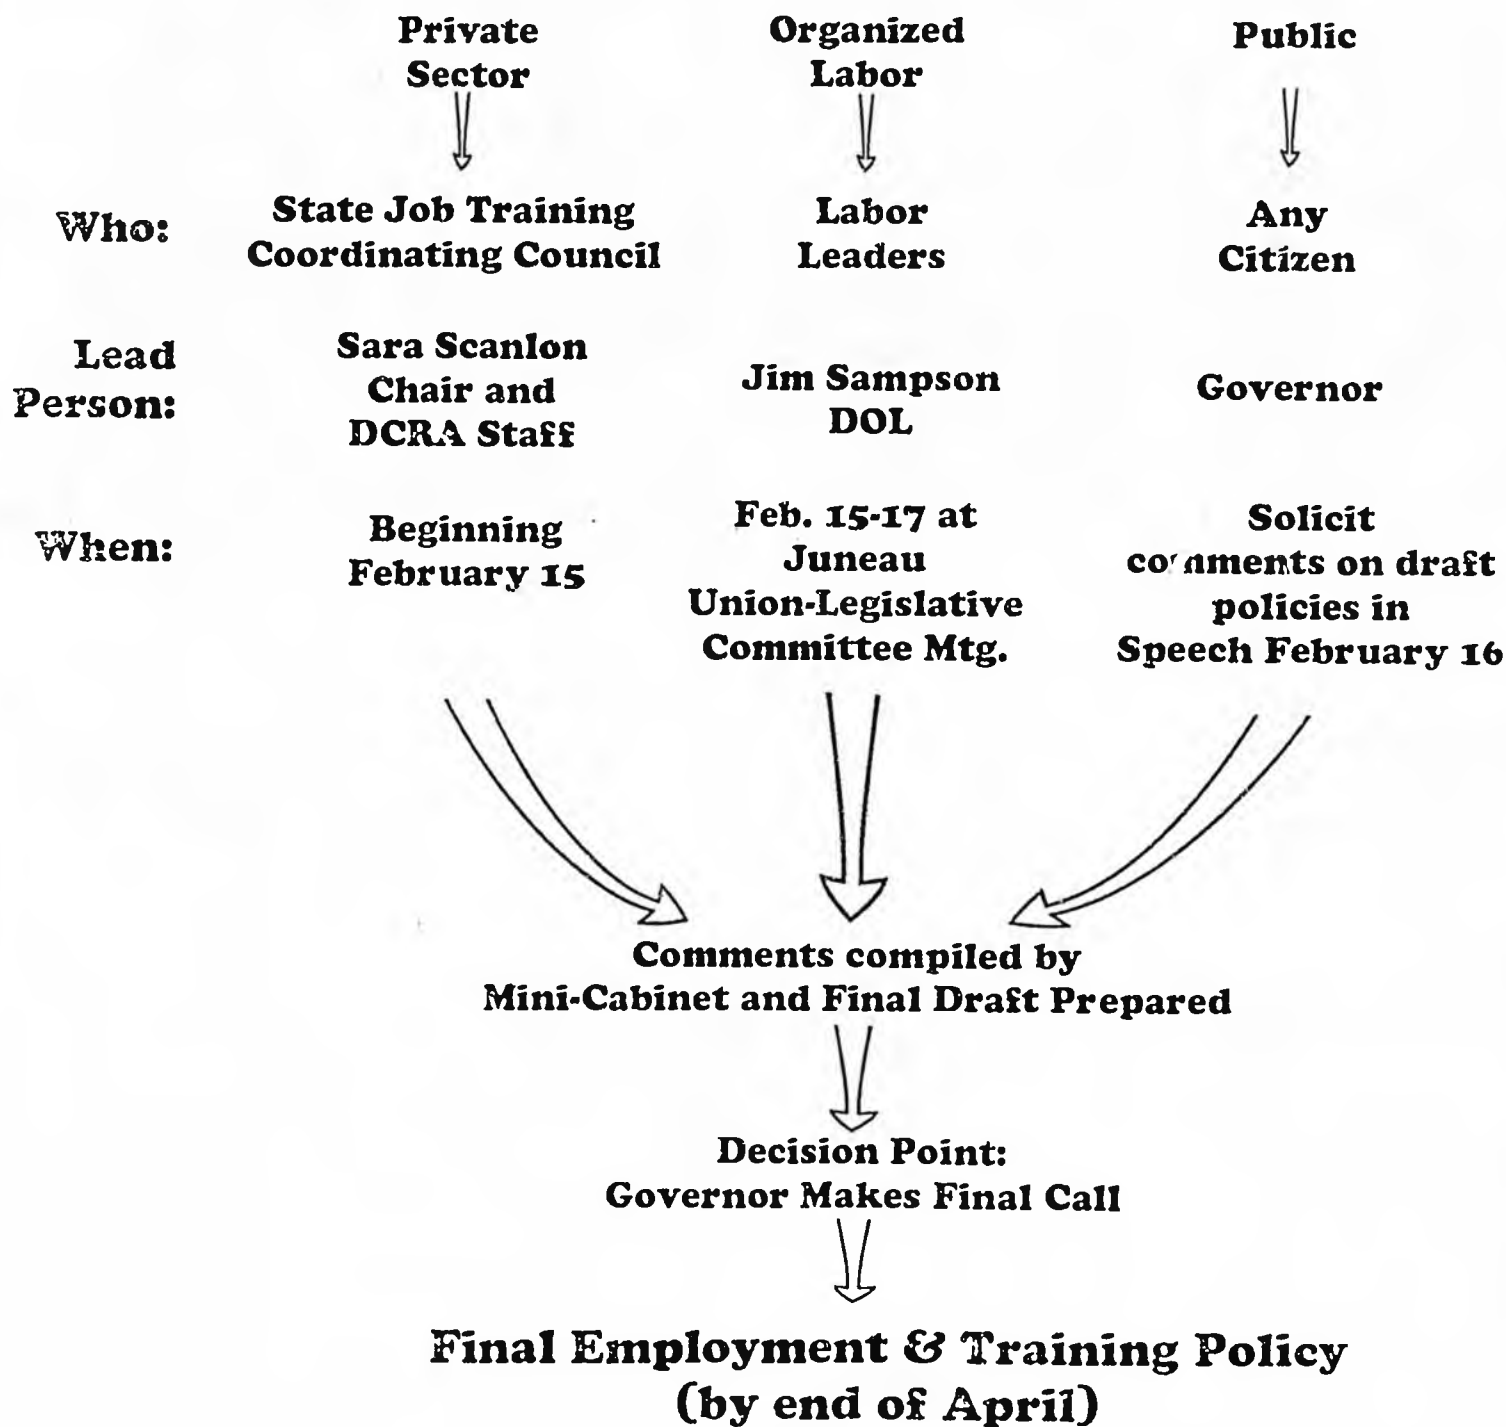 Private
Sector
Organized
Labor
Public
Who:
State Job Training
Coordinating Council
Labor
Leaders
Any
Citizen
Lead
Person:
Sara Scanlon
Chair and
DCRA Staff
Jim Sampson
DOL
Governor
When:
Beginning
February 15
Feb. 15-17 at
Juneau
Union-Legislative
Committee Mtg.
Solicit
comments on draft
policies in
Speech February 16
Comments compiled by
Mini-Cabinet and Final Draft Prepared
Decision Point:
Governor Makes Final Call
Final Employment & Training Policy
(by end of April)